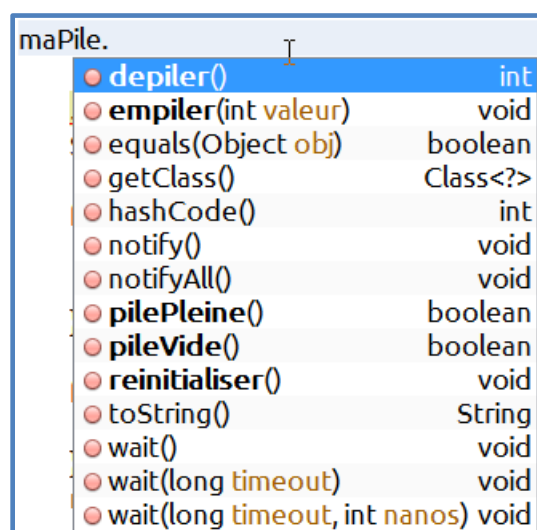 maPile.
depiler() int
empiler(int valeur) void
equals(Object obj) boolean
getClass() Class<?>
hashCode() int
notify() void
notifyAll() void
pilePleine() boolean
pileVide() boolean
reinitialiser() void
toString() String
wait() void
wait(long timeout) void
wait(long timeout, int nanos) void